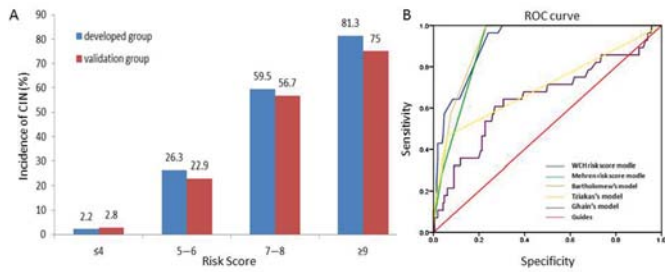 A
90
80
70
60
50
40
30
20
10
0
Incidence of CIN (%)
developed group
validation group
2.2
2.8
26.3
22.9
59.5
56.7
81.3
75
≤4
5—6
7—8
≥9
Risk Score
B
ROC curve
1.0
0.8
0.6
0.4
0.2
0.0
Sensitivity
WCH risk score modle
Mehren risk score modle
Bartholomew's model
Tziakas's model
Ghain's model
Guides
0.0
0.2
0.4
0.6
0.8
1.0
Specificity